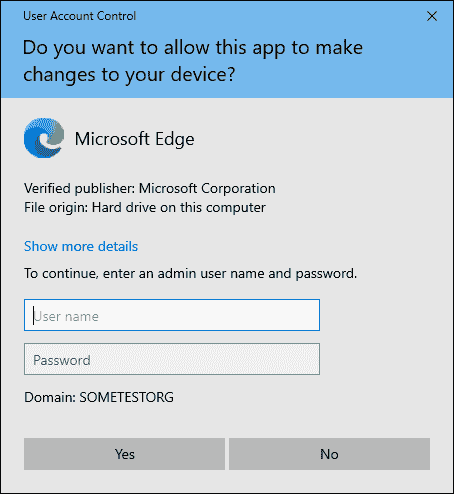 User Account Control
Do you want to allow this app to make
changes to your device?
Microsoft Edge
Verified publisher: Microsoft Corporation
File origin: Hard drive on this computer
Show more details
To continue, enter an admin user name and password.
User name
Password
Domain: SOMETESTORG
Yes
No